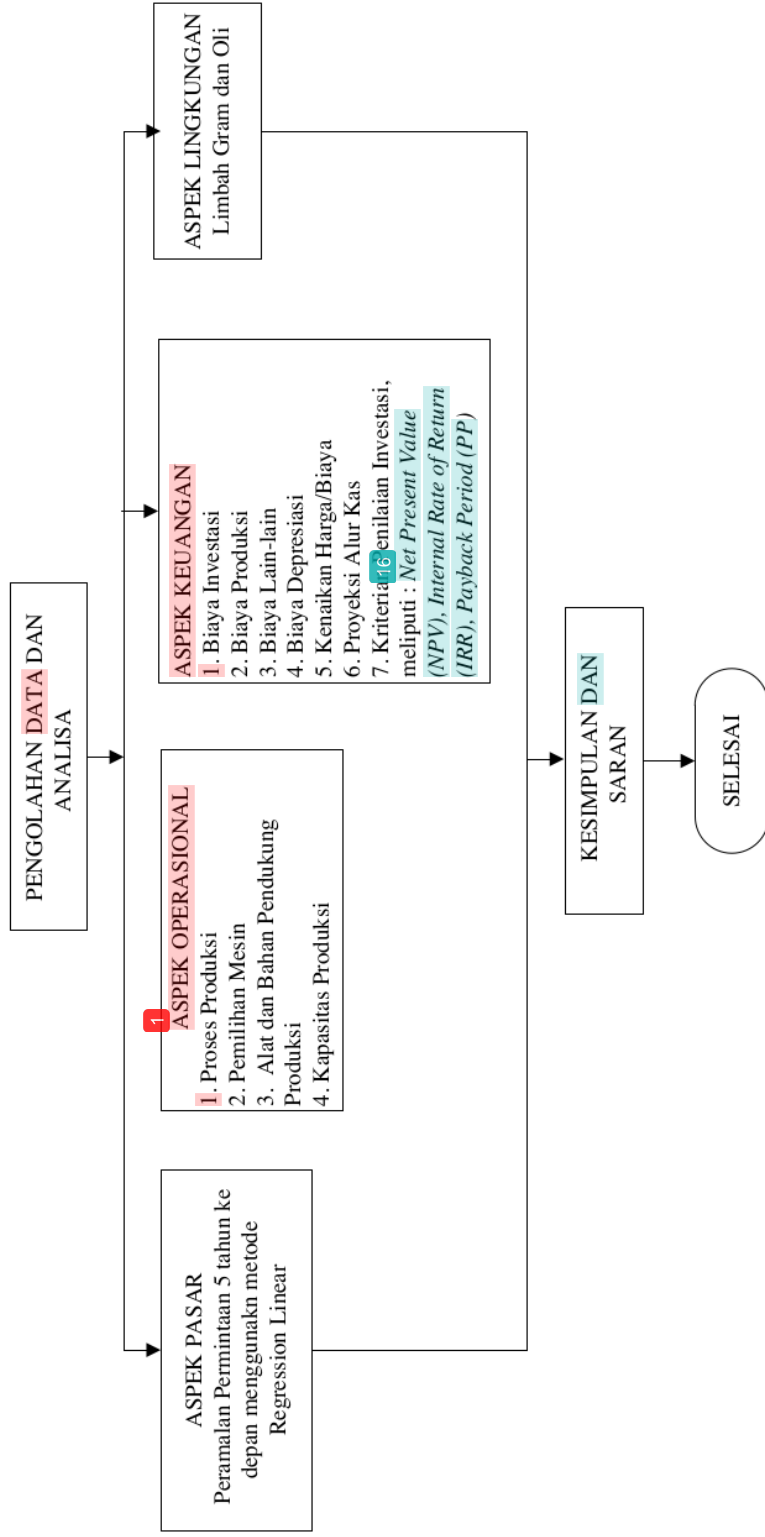 PENGOLAHAN DATA DAN
ANALISA
ASPEK PASAR
Peramalan Permintaan 5 tahun ke
depan menggunakn metode
Regression Linear
1
ASPEK OPERASIONAL
1. Proses Produksi
2. Pemilihan Mesin
3. Alat dan Bahan Pendukung
Produksi
4. Kapasitas Produksi
ASPEK KEUANGAN
1. Biaya Investasi
2. Biaya Produksi
3. Biaya Lain-lain
4. Biaya Depresiasi
5. Kenaikan Harga/Biaya
6. Proyeksi Alur Kas
7. Kriterian Penilaian Investasi,
16
meliputi : Net Present Value
(NPV), Internal Rate of Return
(IRR), Payback Period (PP)
ASPEK LINGKUNGAN
Limbah Gram dan Oli
KESIMPULAN DAN
SARAN
SELESAI